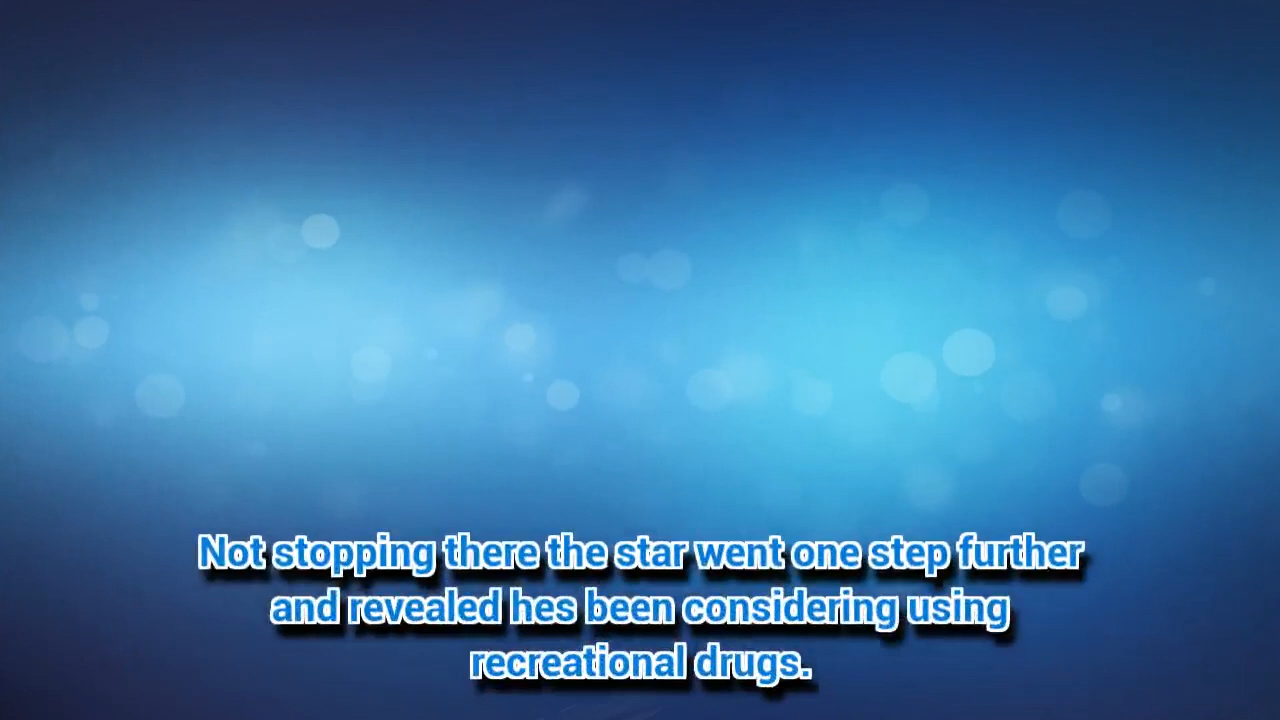 Not stopping there the star went one step further
and revealed hes been considering using
recreational drugs.